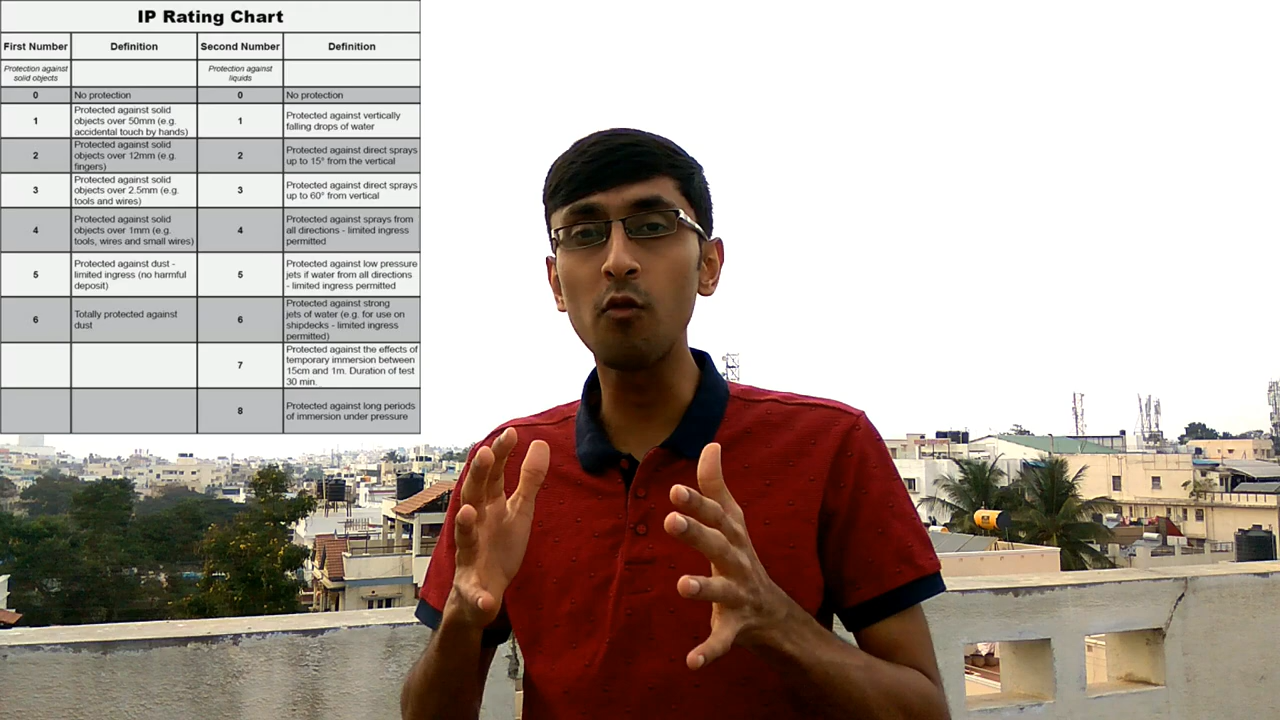 IP Rating Chart
First Number Definition Second Number Definition
Protection against
solid objects
Protection against
liquids
0 No protection 0 No protection
1
Protected against solid
objects over 50mm (e.g.
accidental touch by hands)
1
Protected against vertically
falling drops of water
2
Protected against solid
objects over 12mm (e.g.
fingers)
2
Protected against direct sprays
up to 15° from the vertical
3
Protected against solid
objects over 2.5mm (e.g.
tools and wires)
3
Protected against direct sprays
up to 60° from vertical
4
Protected against solid
objects over 1mm (e.g.
tools, wires and small wires)
4
Protected against sprays from
all directions - limited ingress
permitted
5
Protected against dust -
limited ingress (no harmful
deposit)
5
Protected against low pressure
jets if water from all directions
- limited ingress permitted
6
Totally protected against
dust
6
Protected against strong
jets of water (e.g. for use on
shipdecks - limited ingress
permitted)
7
Protected against the effects of
temporary immersion between
15cm and 1m. Duration of test
30 min.
8
Protected against long periods
of immersion under pressure